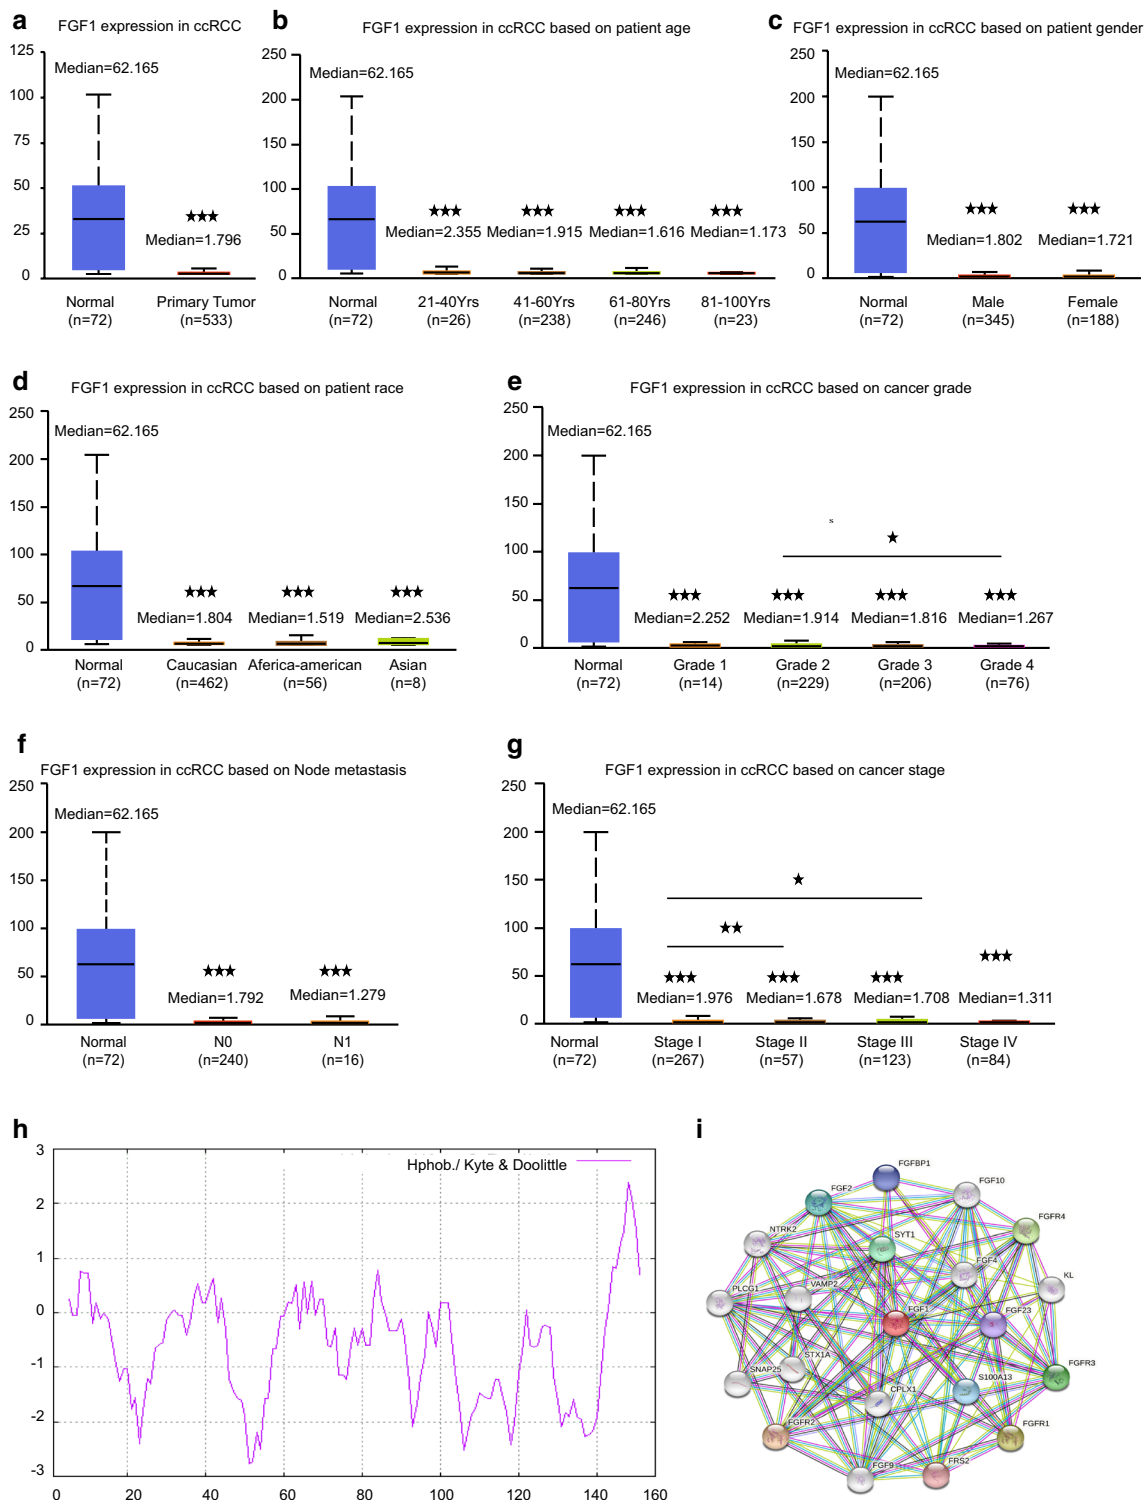 a
FGF1 expression in ccRCC
125
100
75
50
25
0
Median=62.165
★★★
Median=1.796
Normal
(n=72)
Primary Tumor
(n=533)
b
FGF1 expression in ccRCC based on patient age
250
200
150
100
50
0
Median=62.165
★★★
★★★
★★★
★★★
Median=2.355
Median=1.915
Median=1.616
Median=1.173
Normal
(n=72)
21-40Yrs
(n=26)
41-60Yrs
(n=238)
61-80Yrs
(n=246)
81-100Yrs
(n=23)
c
FGF1 expression in ccRCC based on patient gender
250
200
150
100
50
0
Median=62.165
★★★
★★★
Median=1.802
Median=1.721
Normal
(n=72)
Male
(n=345)
Female
(n=188)
d
FGF1 expression in ccRCC based on patient race
250
200
150
100
50
0
Median=62.165
★★★
★★★
★★★
Median=1.804
Median=1.519
Median=2.536
Normal
(n=72)
Caucasian
(n=462)
Aferica-american
(n=56)
Asian
(n=8)
e
FGF1 expression in ccRCC based on cancer grade
250
200
150
100
50
0
Median=62.165
s
★
★★★
★★★
★★★
★★★
Median=2.252
Median=1.914
Median=1.816
Median=1.267
Normal
(n=72)
Grade 1
(n=14)
Grade 2
(n=229)
Grade 3
(n=206)
Grade 4
(n=76)
f
FGF1 expression in ccRCC based on Node metastasis
250
200
150
100
50
0
Median=62.165
★★★
★★★
Median=1.792
Median=1.279
Normal
(n=72)
N0
(n=240)
N1
(n=16)
g
FGF1 expression in ccRCC based on cancer stage
250
200
150
100
50
0
Median=62.165
★
★★
★★★
★★★
★★★
★★★
Median=1.976
Median=1.678
Median=1.708
Median=1.311
Normal
(n=72)
Stage I
(n=267)
Stage II
(n=57)
Stage III
(n=123)
Stage IV
(n=84)
h
Hphob./ Kyte & Doolittle
3
2
1
0
-1
-2
-3
0
20
40
60
80
100
120
140
160
i
FGFBP1
FGF2
FGF10
FGFR4
NTRK2
SYT1
FGF4
KL
PLCG1
VAMP2
FGF1
FGF23
STX1A
SNAP25
FGFR3
S100A13
CPLX1
FGFR2
FGFR1
FGF9
FRS2